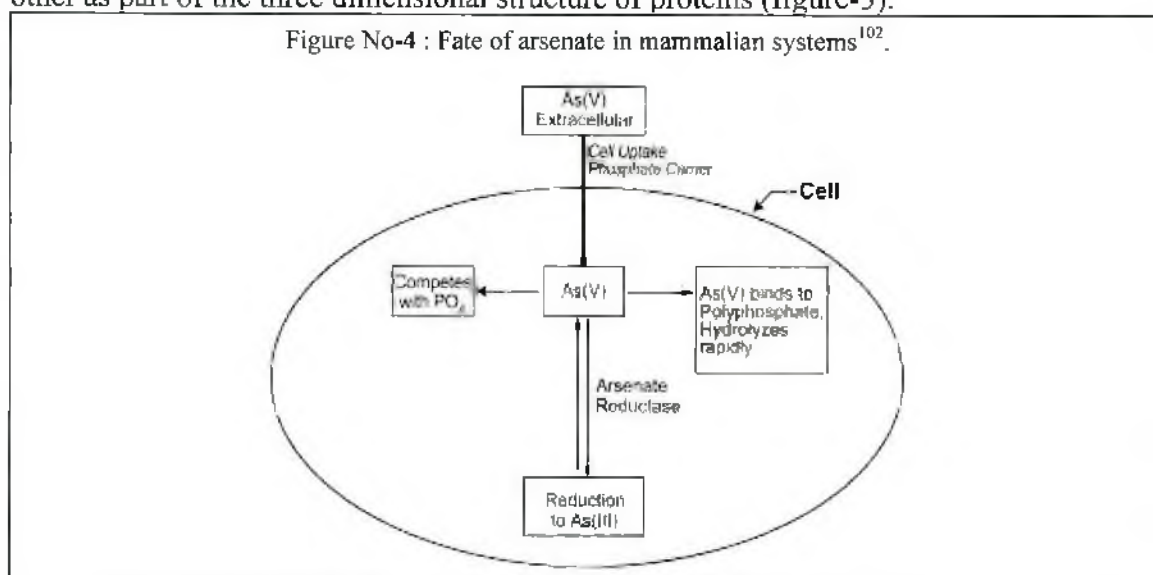 other as part of the three dimensional structure of proteins (figure-5).
Figure No-4 : Fate of arsenate in mammalian systems102.
As(V)
Extracellular
Cell Uptake
Phosphate Carrier
Cell
Competes
with PO4
As(V)
As(V) binds to
Polyphosphate,
Hydrolyzes
rapidly
Arsenate
Reductase
Reduction
to As(III)